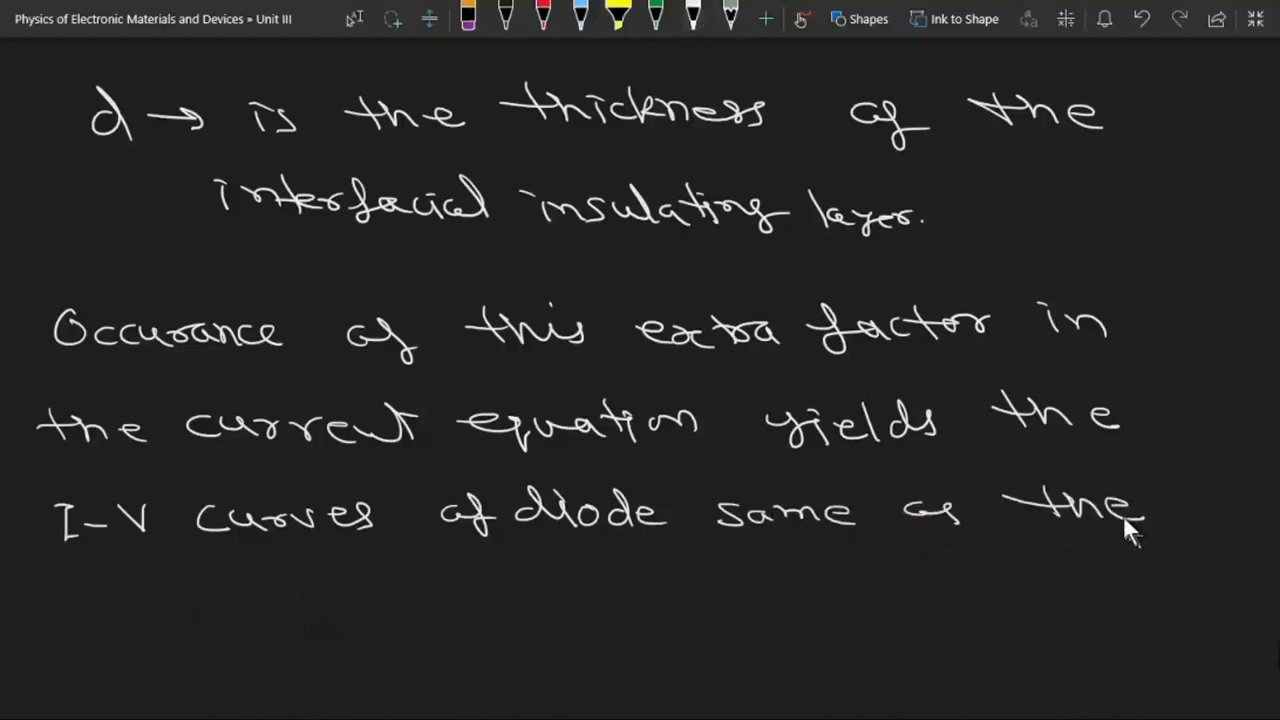 Physics of Electronic Materials and Devices » Unit III
Shapes
Ink to Shape
d → is the thickness of the
interfacial insulating layer.
Occurance of this extra factor in
the current equation yields the
I-V curves of diode same as the